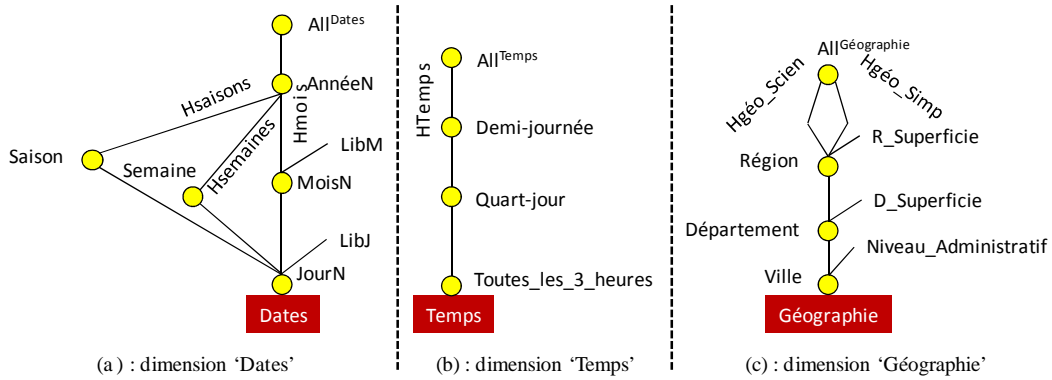 All^Dates
AnnéeN
Hsaisons
Hsemaines
Hmois
Saison
Semaine
LibM
MoisN
LibJ
JourN
Dates
(a) : dimension ‘Dates’
All^Temps
HTemps
Demi-journée
Quart-jour
Toutes_les_3_heures
Temps
(b) : dimension ‘Temps’
All^Géographie
Hgéo_Scien
Hgéo_Simp
R_Superficie
Région
D_Superficie
Département
Niveau_Administratif
Ville
Géographie
(c) : dimension ‘Géographie’